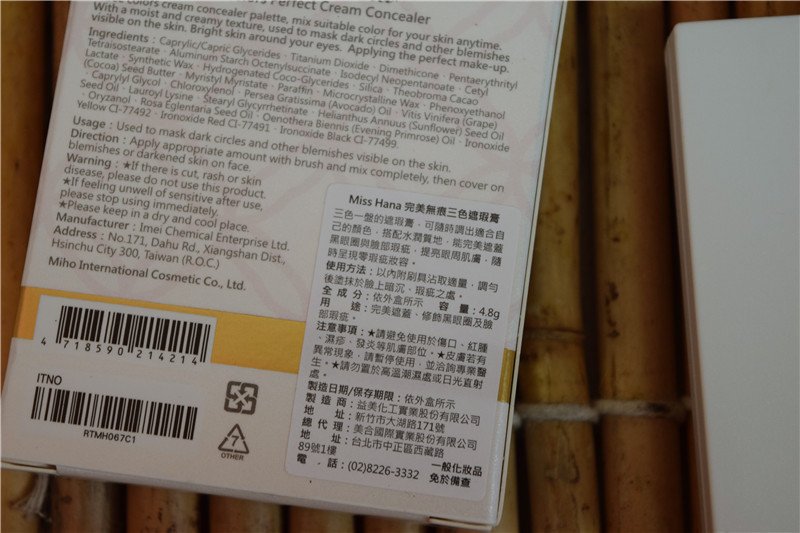 Perfect Cream Concealer
colors cream concealer palette, mix suitable color for your skin anytime.
With a moist and creamy texture, used to mask dark circles and other blemishes
visible on the skin. Bright skin around your eyes. Applying the perfect make-up.
Ingredients：Caprylic/Capric Glycerides・Titanium Dioxide・Dimethicone・Pentaerythrityl
Tetraisostearate・Aluminum Starch Octenylsuccinate・Isodecyl Neopentanoate・Cetyl
Lactate・Synthetic Wax・Hydrogenated Coco-Glycerides・Silica・Theobroma Cacao
(Cocoa) Seed Butter・Myristyl Myristate・Paraffin・Microcrystalline Wax・Phenoxyethanol
・Caprylyl Glycol・Chloroxylenol・Persea Gratissima (Avocado) Oil・Vitis Vinifera (Grape)
Seed Oil・Lauroyl Lysine・Stearyl Glycyrrhetinate・Helianthus Annuus (Sunflower) Seed Oil
・Oryzanol・Rosa Eglentaria Seed Oil・Oenothera Biennis (Evening Primrose) Oil・Ironoxide
Yellow CI-77492・Ironoxide Red CI-77491・Ironoxide Black CI-77499.
Usage：Used to mask dark circles and other blemishes visible on the skin.
Direction：Apply appropriate amount with brush and mix completely, then cover on
blemishes or darkened skin on face.
Warning：★If there is cut, rash or skin
disease, please do not use this product.
★If feeling unwell of sensitive after use,
please stop using immediately.
★Please keep in a dry and cool place.
Manufacturer：Imei Chemical Enterprise Ltd.
Address：No.171, Dahu Rd., Xiangshan Dist.,
Hsinchu City 300, Taiwan (R.O.C.)
Miho International Cosmetic Co., Ltd.
4 718590 214214
ITNO
RTMH067C1
7
OTHER
Miss Hana 完美無痕三色遮瑕膏
三色一盤的遮瑕膏，可隨時調出適合自
己的顏色，搭配水潤質地，能完美遮蓋
黑眼圈與臉部瑕疵，提亮眼周肌膚，隨
時呈現零瑕疵妝容。
使用方法：以內附刷具沾取適量，調勻
後塗抹於臉上暗沉、瑕疵之處。
全 成 分：依外盒所示 容 量：4.8g
用 途：完美遮蓋、修飾黑眼圈及臉
部瑕疵。
注意事項：★請避免使用於傷口、紅腫
、濕疹、發炎等肌膚部位。★皮膚若有
異常現象，請暫停使用，並洽詢專業醫
生。★請勿置於高溫潮濕處或日光直射
處。
製造日期/保存期限：依外盒所示
製 造 商：益美化工實業股份有限公司
地 址：新竹市大湖路171號
總 代 理：美合國際實業股份有限公司
地 址：台北市中正區西藏路
89號1樓
電 話：(02)8226-3332
一般化妝品
免於備查